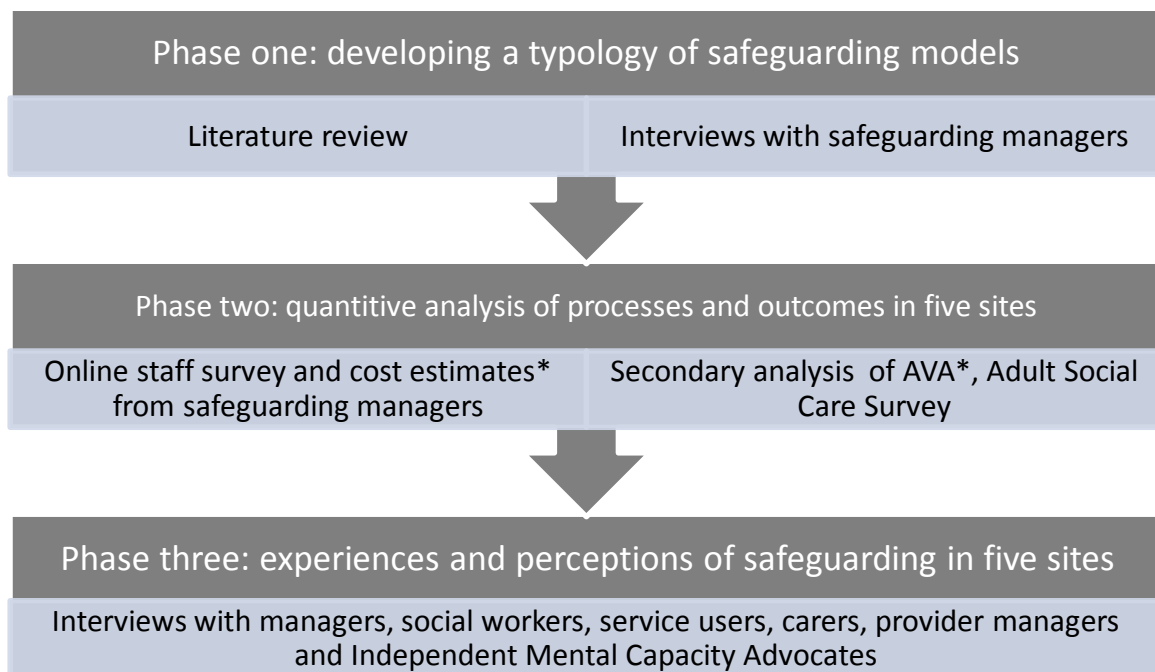 Phase one: developing a typology of safeguarding models
Literature review
Interviews with safeguarding managers
Phase two: quantitive analysis of processes and outcomes in five sites
Online staff survey and cost estimates*
from safeguarding managers
Secondary analysis of AVA*, Adult Social
Care Survey
Phase three: experiences and perceptions of safeguarding in five sites
Interviews with managers, social workers, service users, carers, provider managers
and Independent Mental Capacity Advocates